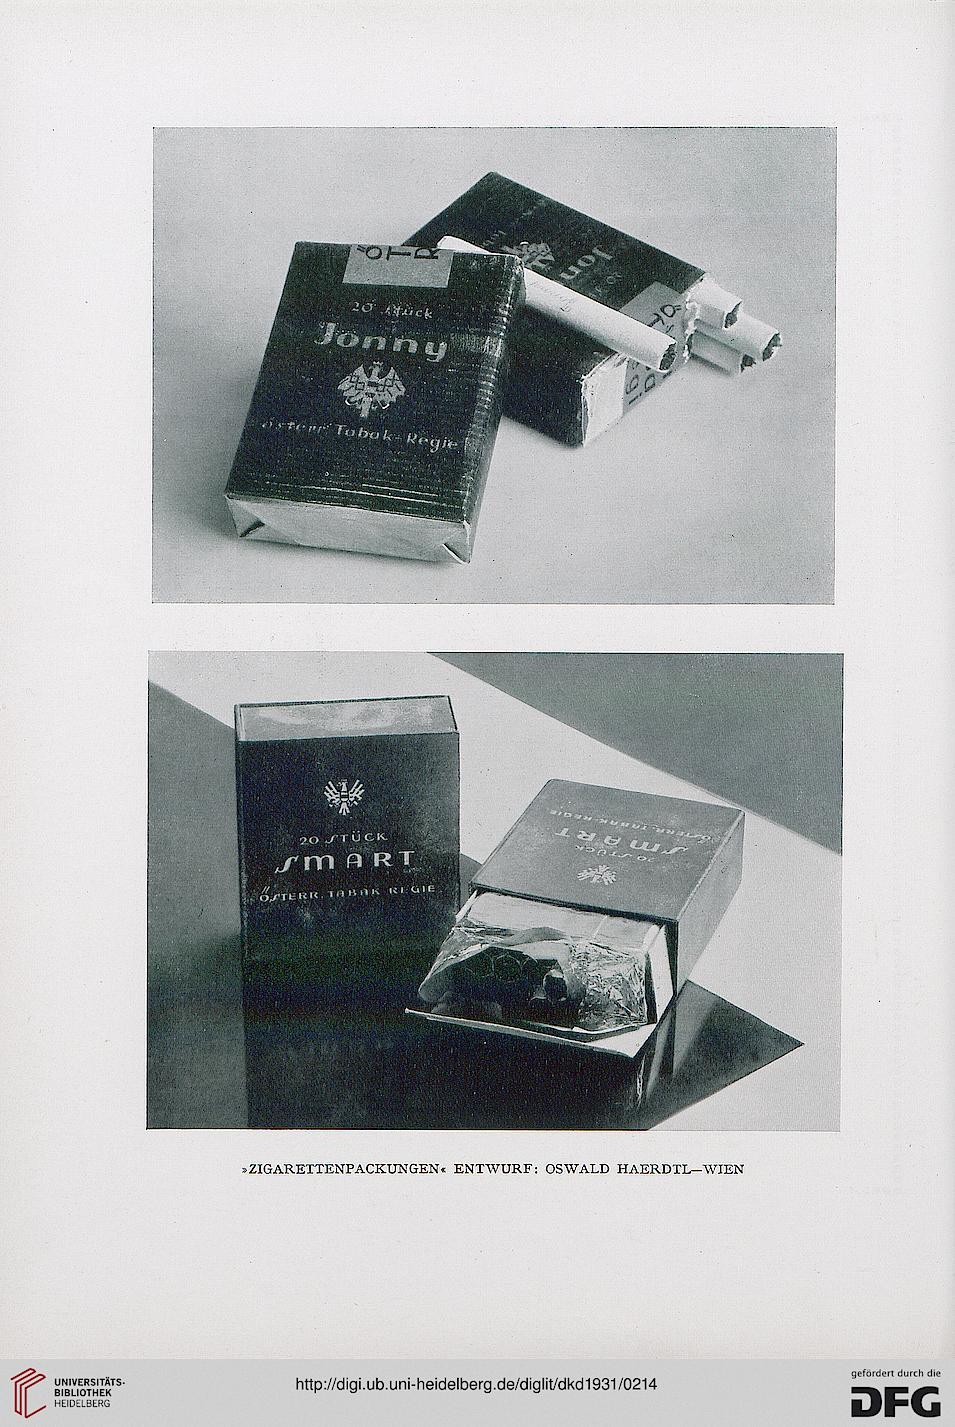 Ö
T
R
20 Stück
Jonny
österr Tabak-Regie
Jon
20 STÜCK
SMART
ÖSTERR. TABAK REGIE
ÖSTERR. TABAK-REGIE
SMART
20 STÜCK
»ZIGARETTENPACKUNGEN« ENTWURF: OSWALD HAERDTL—WIEN
UNIVERSITÄTS-
BIBLIOTHEK
HEIDELBERG
http://digi.ub.uni-heidelberg.de/diglit/dkd1931/0214
gefördert durch die
DFG